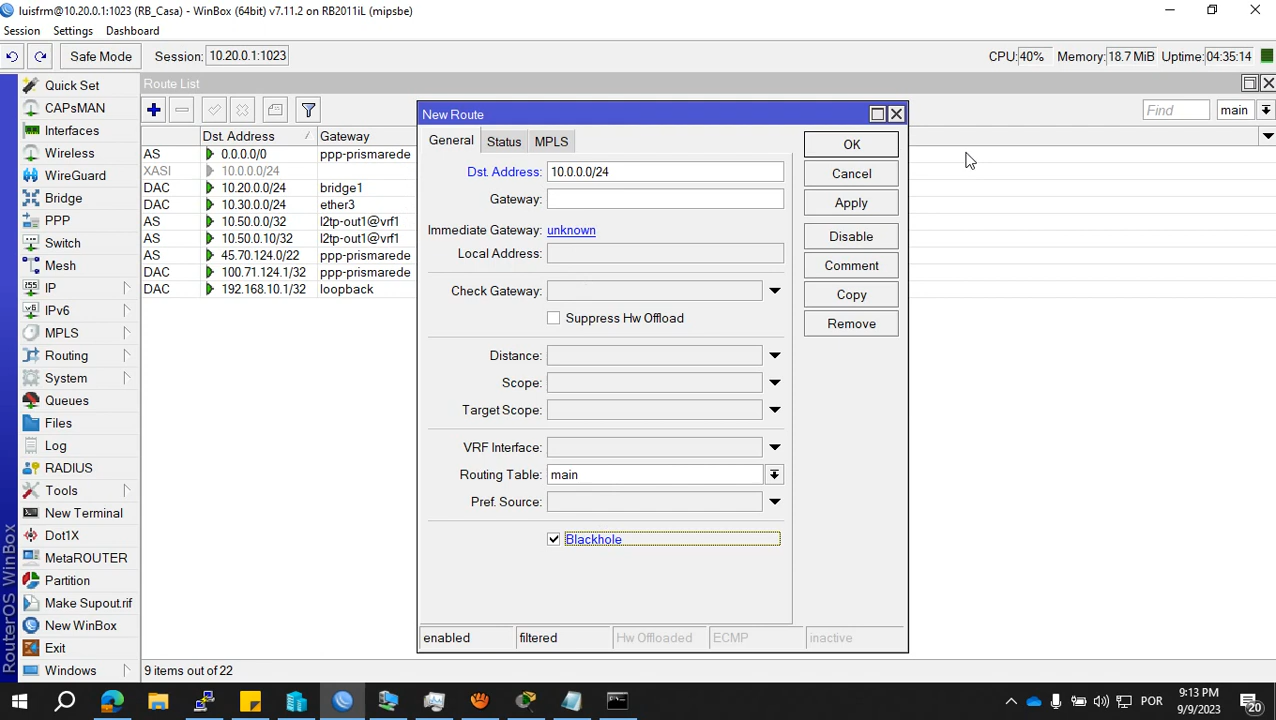 luisfrm@10.20.0.1:1023 (RB_Casa) - WinBox (64bit) v7.11.2 on RB2011iL (mipsbe)
Session Settings Dashboard
Safe Mode Session: 10.20.0.1:1023 CPU: 40% Memory: 18.7 MiB Uptime: 04:35:14
Quick Set
CAPsMAN
Interfaces
Wireless
WireGuard
Bridge
PPP
Switch
Mesh
IP
IPv6
MPLS
Routing
System
Queues
Files
Log
RADIUS
Tools
New Terminal
Dot1X
MetaROUTER
Partition
Make Supout.rif
New WinBox
Exit
Windows
RouterOS WinBox
Route List
Find main
Dst. Address Gateway
AS 0.0.0.0/0 ppp-prismarede
XASI 10.0.0.0/24
DAC 10.20.0.0/24 bridge1
DAC 10.30.0.0/24 ether3
AS 10.50.0.0/32 l2tp-out1@vrf1
AS 10.50.0.10/32 l2tp-out1@vrf1
AS 45.70.124.0/22 ppp-prismarede
DAC 100.71.124.1/32 ppp-prismarede
DAC 192.168.10.1/32 loopback
9 items out of 22
New Route
General Status MPLS
Dst. Address: 10.0.0.0/24
Gateway:
Immediate Gateway: unknown
Local Address:
Check Gateway:
Suppress Hw Offload
Distance:
Scope:
Target Scope:
VRF Interface:
Routing Table: main
Pref. Source:
Blackhole
OK
Cancel
Apply
Disable
Comment
Copy
Remove
enabled filtered Hw Offloaded ECMP inactive
POR
9:13 PM
9/9/2023
20